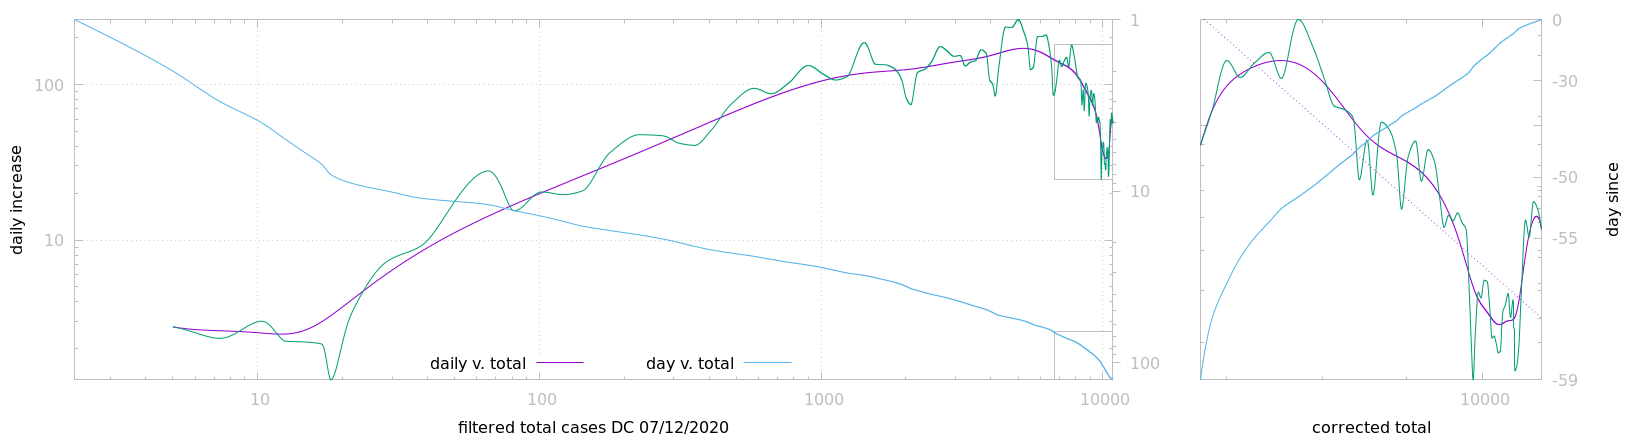 daily increase
100
10
1
10
100
daily v. total
day v. total
10
100
1000
10000
filtered total cases DC 07/12/2020
0
-30
-50
-55
-59
day since
10000
corrected total